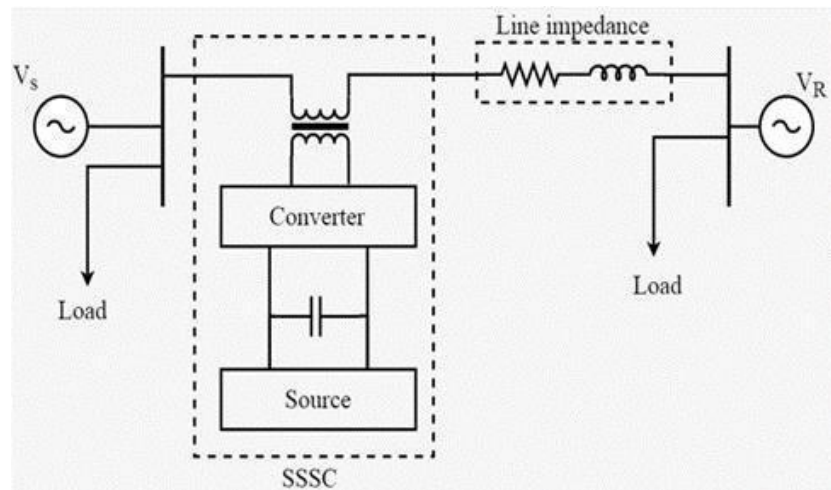 Line impedance
Vs
VR
Converter
Load
Load
Source
SSSC